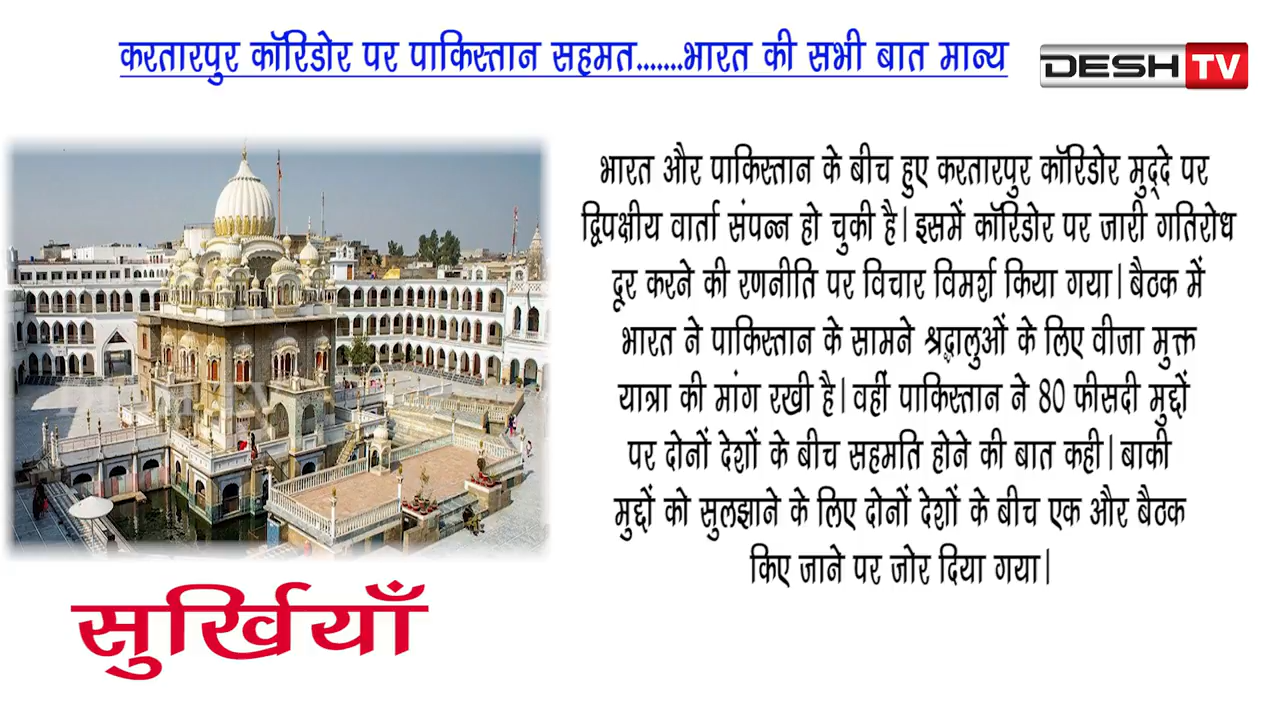 करतारपुर कॉरिडोर पर पाकिस्तान सहमत.......भारत की सभी बात मान्य
DESH TV
भारत और पाकिस्तान के बीच हुए करतारपुर कॉरिडोर मुद्दे पर
द्विपक्षीय वार्ता संपन्न हो चुकी है। इसमें कॉरिडोर पर जारी गतिरोध
दूर करने की रणनीति पर विचार विमर्श किया गया। बैठक में
भारत ने पाकिस्तान के सामने श्रद्धालुओं के लिए वीजा मुक्त
यात्रा की मांग रखी है। वहीं पाकिस्तान ने 80 फीसदी मुद्दों
पर दोनों देशों के बीच सहमति होने की बात कही। बाकी
मुद्दों को सुलझाने के लिए दोनों देशों के बीच एक और बैठक
किए जाने पर जोर दिया गया।
सुर्खियाँ